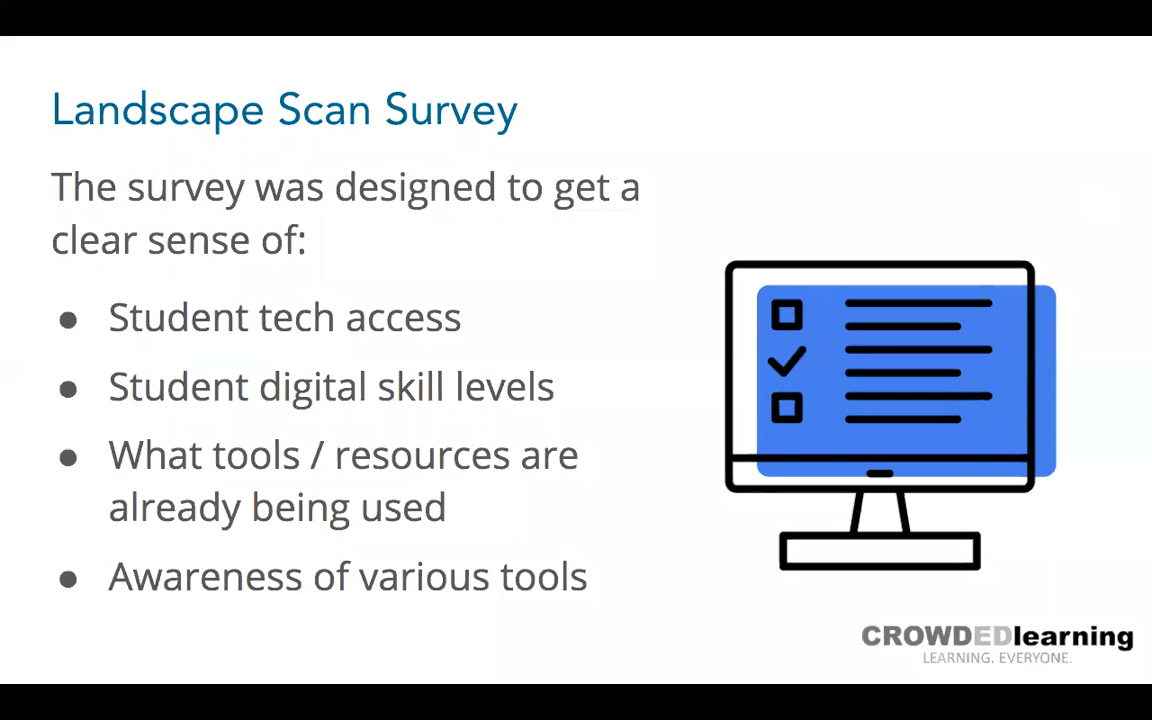 Landscape Scan Survey
The survey was designed to get a
clear sense of:
● Student tech access
● Student digital skill levels
● What tools / resources are
already being used
● Awareness of various tools
CROWDEDlearning
LEARNING. EVERYONE.